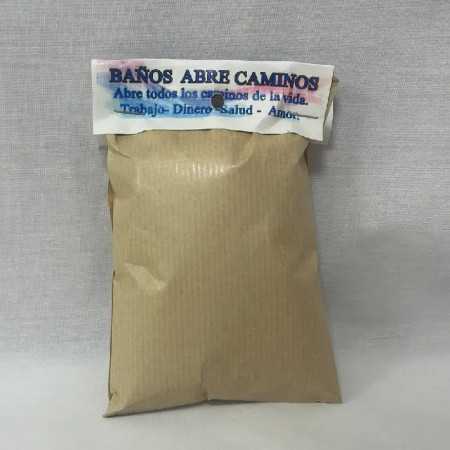 BAÑOS ABRE CAMINOS
Abre todos los caminos de la vida.
Trabajo- Dinero -Salud - Amor.